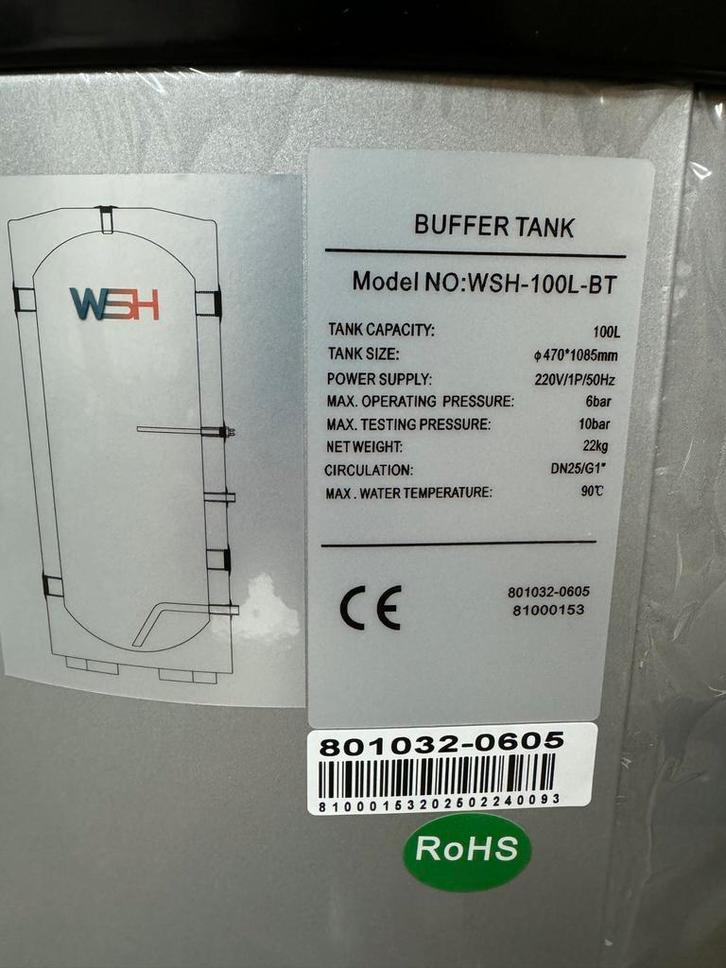 WSH
BUFFER TANK
Model NO:WSH-100L-BT
TANK CAPACITY: 100L
TANK SIZE: ϕ470*1085mm
POWER SUPPLY: 220V/1P/50Hz
MAX. OPERATING PRESSURE: 6bar
MAX. TESTING PRESSURE: 10bar
NET WEIGHT: 22kg
CIRCULATION: DN25/G1"
MAX. WATER TEMPERATURE: 90℃
CE
801032-0605
81000153
801032-0605
81000153202502240093
RoHS